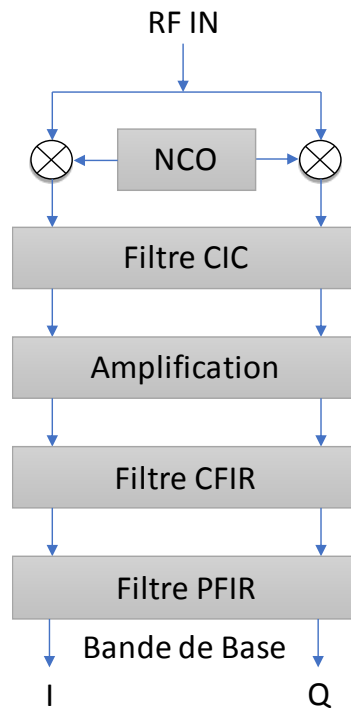 RF IN
NCO
Filtre CIC
Amplification
Filtre CFIR
Filtre PFIR
Bande de Base
I
Q